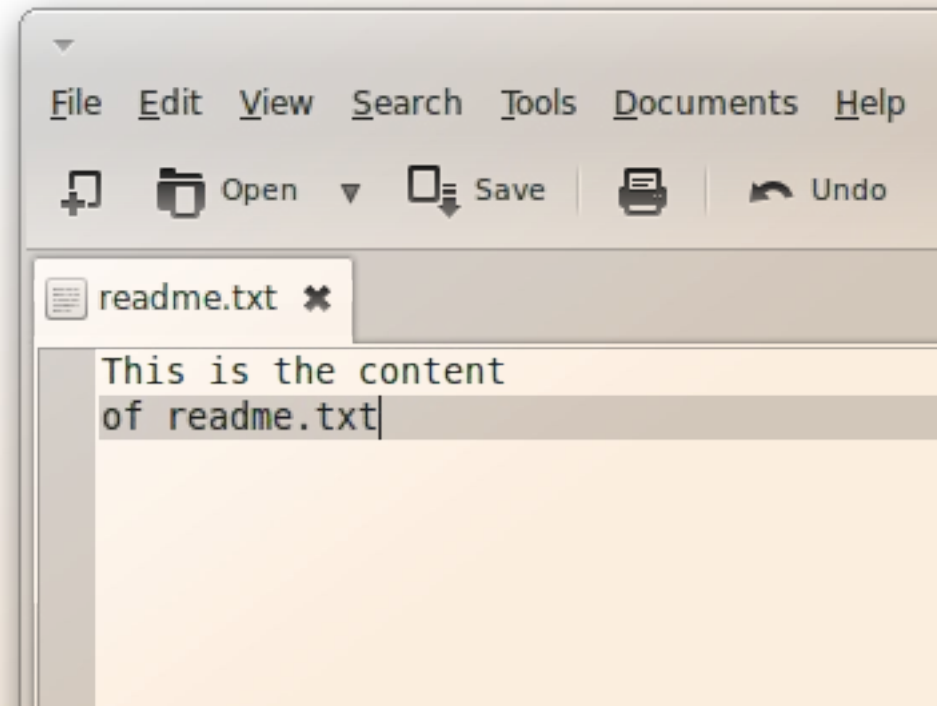 File Edit View Search Tools Documents Help
Open Save Undo
readme.txt
This is the content
of readme.txt